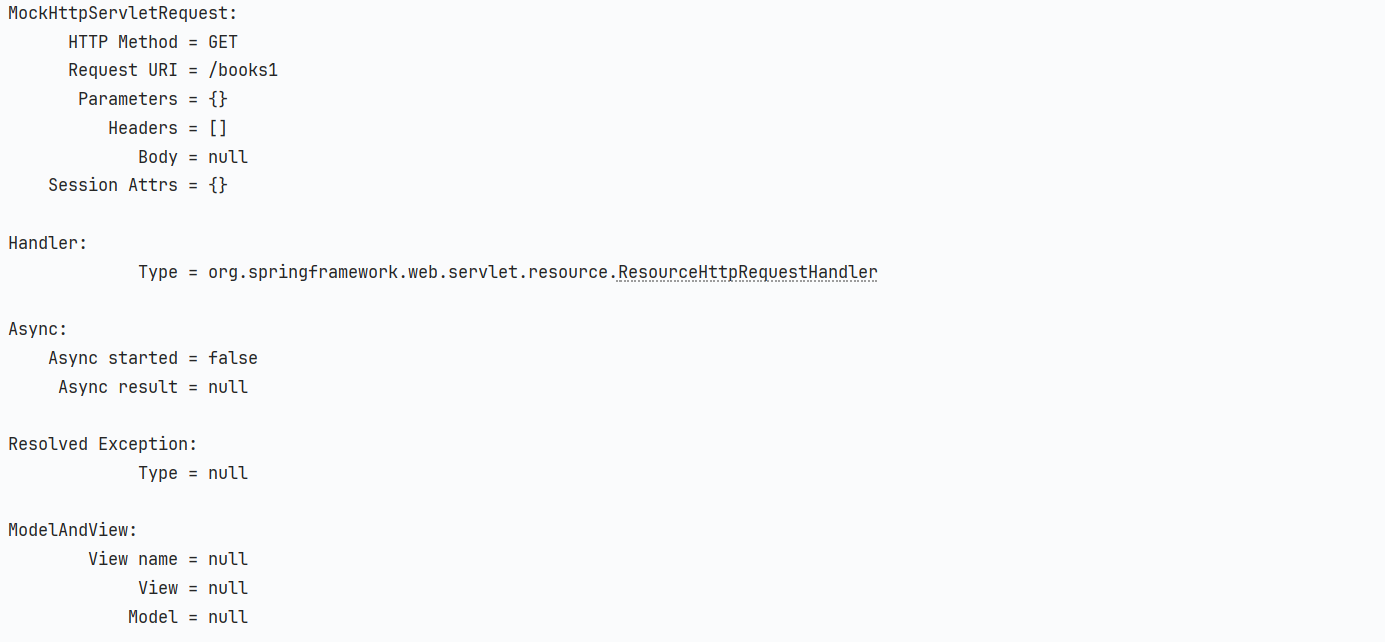 MockHttpServletRequest:
HTTP Method = GET
Request URI = /books1
Parameters = {}
Headers = []
Body = null
Session Attrs = {}
Handler:
Type = org.springframework.web.servlet.resource.ResourceHttpRequestHandler
Async:
Async started = false
Async result = null
Resolved Exception:
Type = null
ModelAndView:
View name = null
View = null
Model = null